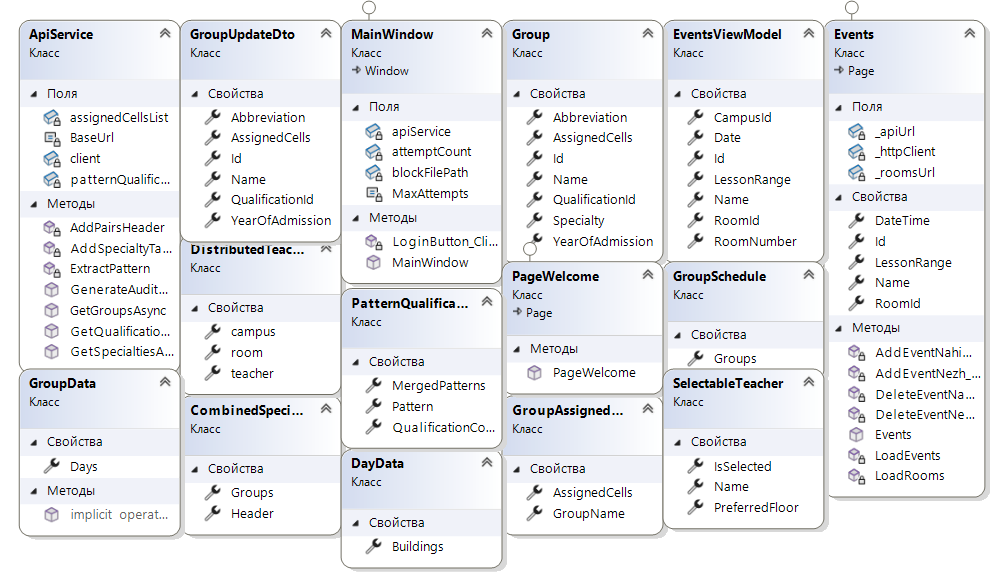 ApiService
Класс
Поля
assignedCellsList
BaseUrl
client
patternQualific...
Методы
AddPairsHeader
AddSpecialtyTa...
ExtractPattern
GenerateAudit...
GetGroupsAsync
GetQualificatio...
GetSpecialtiesA...
GroupData
Класс
Свойства
Days
Методы
implicit operat...
GroupUpdateDto
Класс
Свойства
Abbreviation
AssignedCells
Id
Name
QualificationId
YearOfAdmission
DistributedTeac...
Класс
Свойства
campus
room
teacher
CombinedSpeci...
Класс
Свойства
Groups
Header
MainWindow
Класс
Window
Поля
apiService
attemptCount
blockFilePath
MaxAttempts
Методы
LoginButton_Cli...
MainWindow
PatternQualifica...
Класс
Свойства
MergedPatterns
Pattern
QualificationCo...
DayData
Класс
Свойства
Buildings
Group
Класс
Свойства
Abbreviation
AssignedCells
Id
Name
QualificationId
Specialty
YearOfAdmission
PageWelcome
Класс
Page
Методы
PageWelcome
GroupAssigned...
Класс
Свойства
AssignedCells
GroupName
EventsViewModel
Класс
Свойства
CampusId
Date
Id
LessonRange
Name
RoomId
RoomNumber
GroupSchedule
Класс
Свойства
Groups
SelectableTeacher
Класс
Свойства
IsSelected
Name
PreferredFloor
Events
Класс
Page
Поля
_apiUrl
_httpClient
_roomsUrl
Свойства
DateTime
Id
LessonRange
Name
RoomId
Методы
AddEventNahi...
AddEventNezh_...
DeleteEventNa...
DeleteEventNe...
Events
LoadEvents
LoadRooms